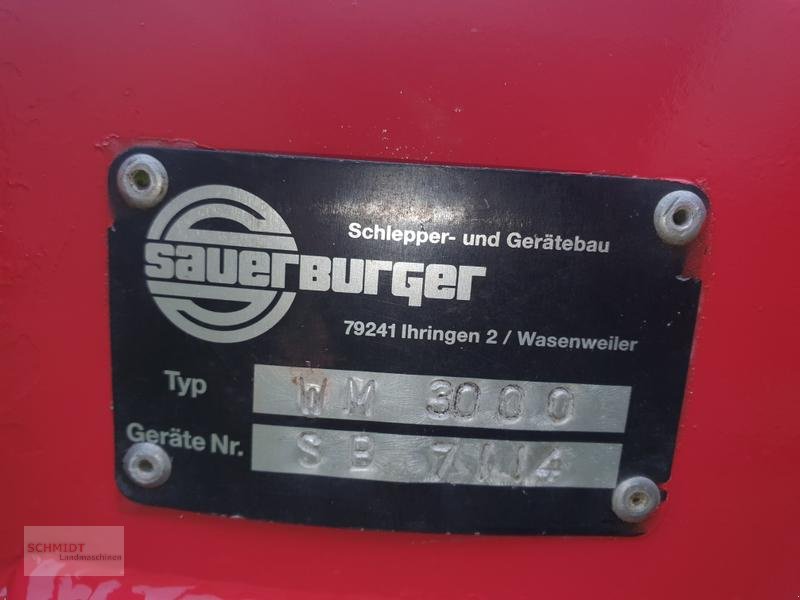 Schlepper- und Gerätebau
sauerburger
79241 Ihringen 2 / Wasenweiler
Typ WM 3000
Geräte Nr. SB 7114
SCHMIDT
Landmaschinen